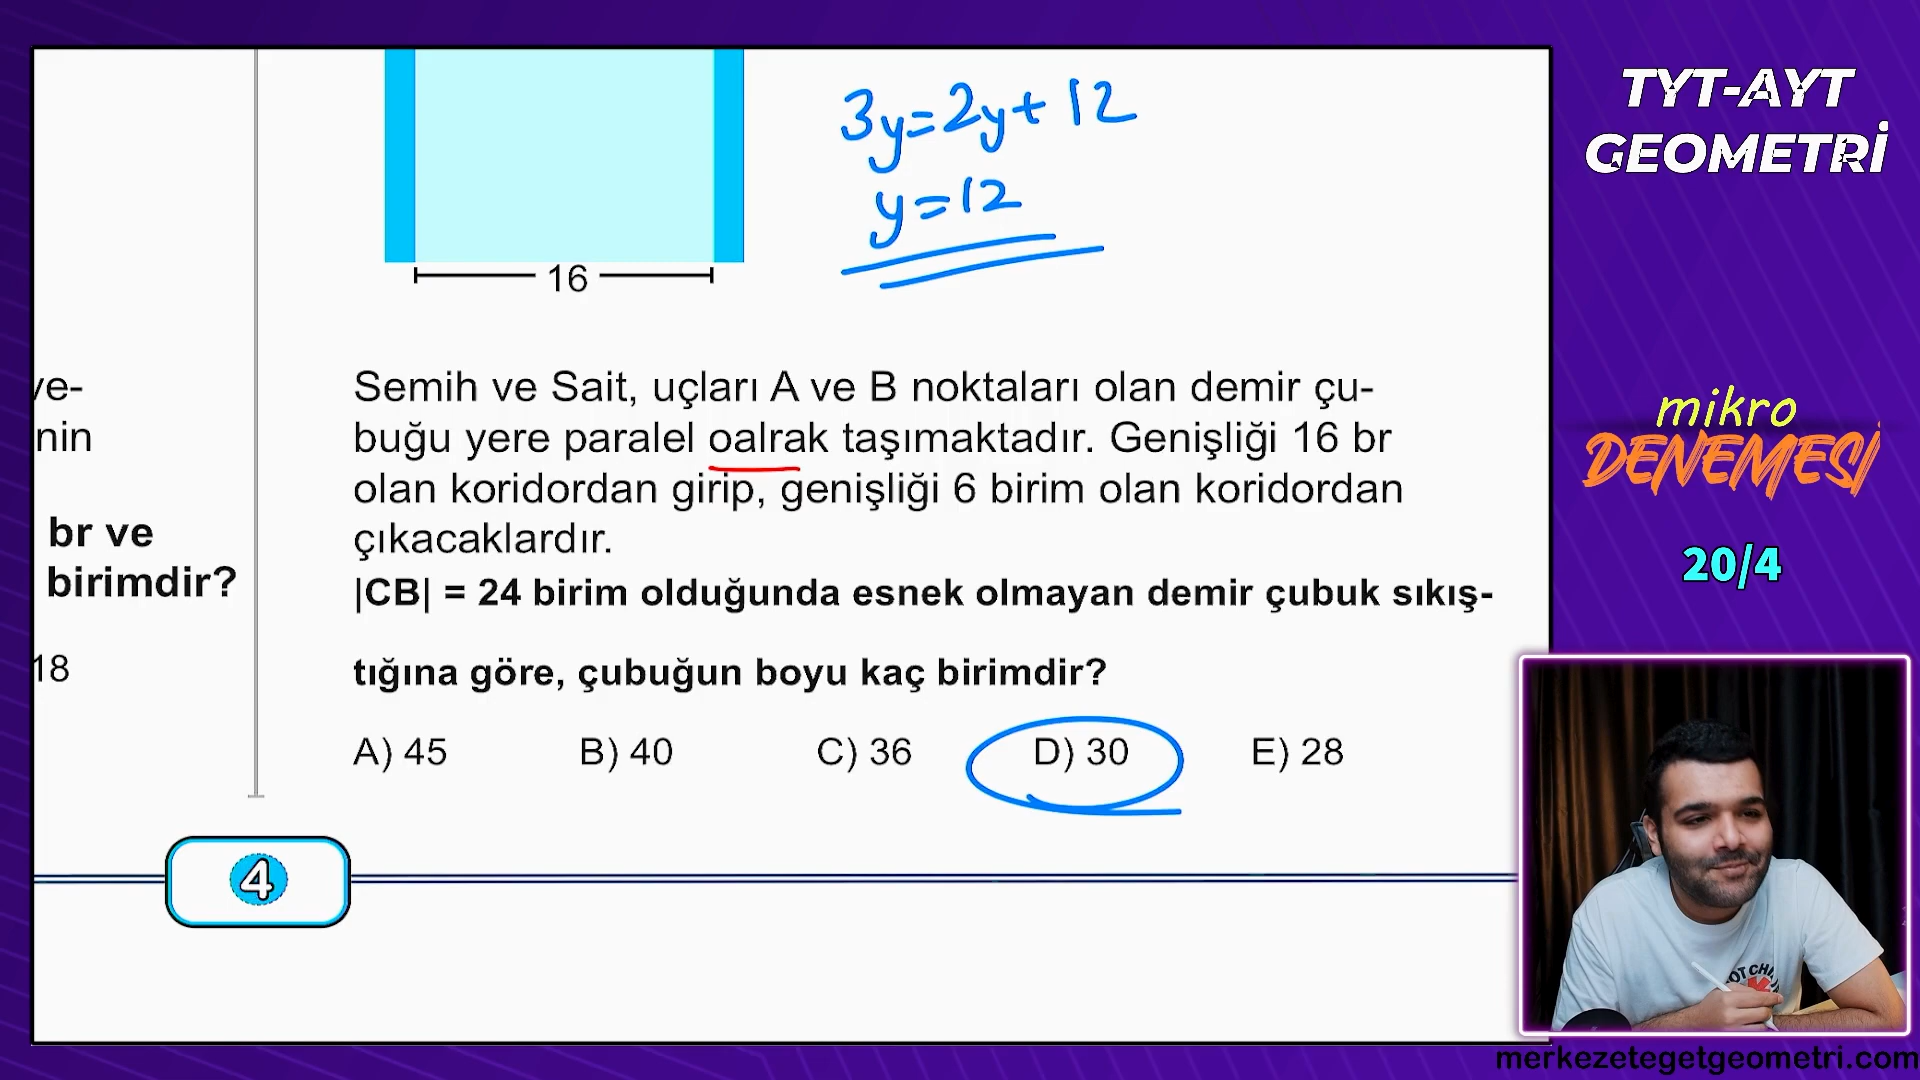 TYT-AYT
GEOMETRİ
3y=2y+12
y=12
16
ve-
nin
br ve
birimdir?
18
Semih ve Sait, uçları A ve B noktaları olan demir çu-
buğu yere paralel oalrak taşımaktadır. Genişliği 16 br
olan koridordan girip, genişliği 6 birim olan koridordan
çıkacaklardır.
|CB| = 24 birim olduğunda esnek olmayan demir çubuk sıkış-
tığına göre, çubuğun boyu kaç birimdir?
A) 45 B) 40 C) 36 D) 30 E) 28
4
mikro
DENEMESİ
20/4
merkezetegetgeometri.com